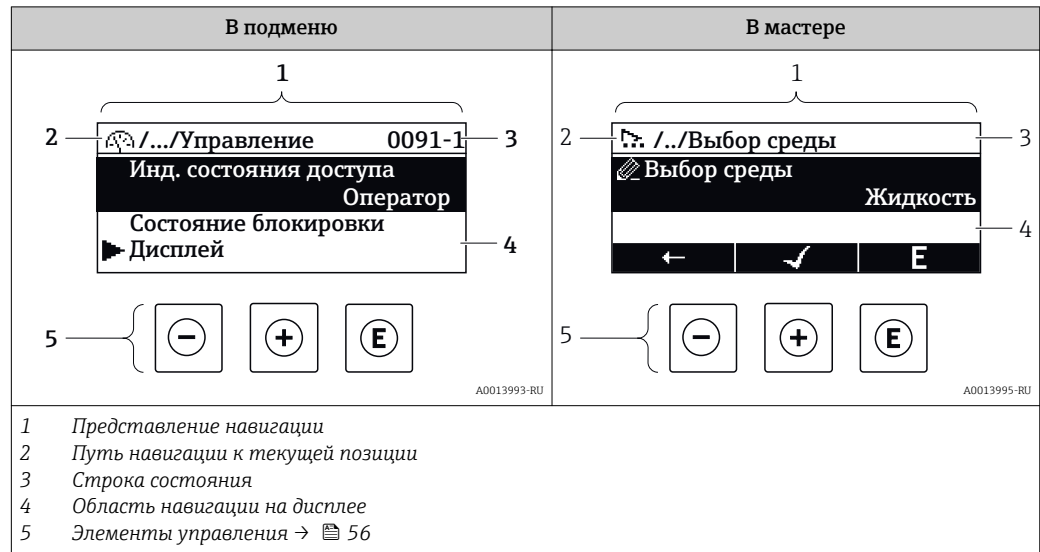 В подменю
В мастере
1
1
2
/.../Управление 0091-1
3
2
/../Выбор среды
3
Инд. состояния доступа
Оператор
Состояние блокировки
Дисплей
4
Выбор среды
Жидкость
4
← ✓ E
5
− + E
5
− + E
A0013993-RU
A0013995-RU
1 Представление навигации
2 Путь навигации к текущей позиции
3 Строка состояния
4 Область навигации на дисплее
5 Элементы управления → 56